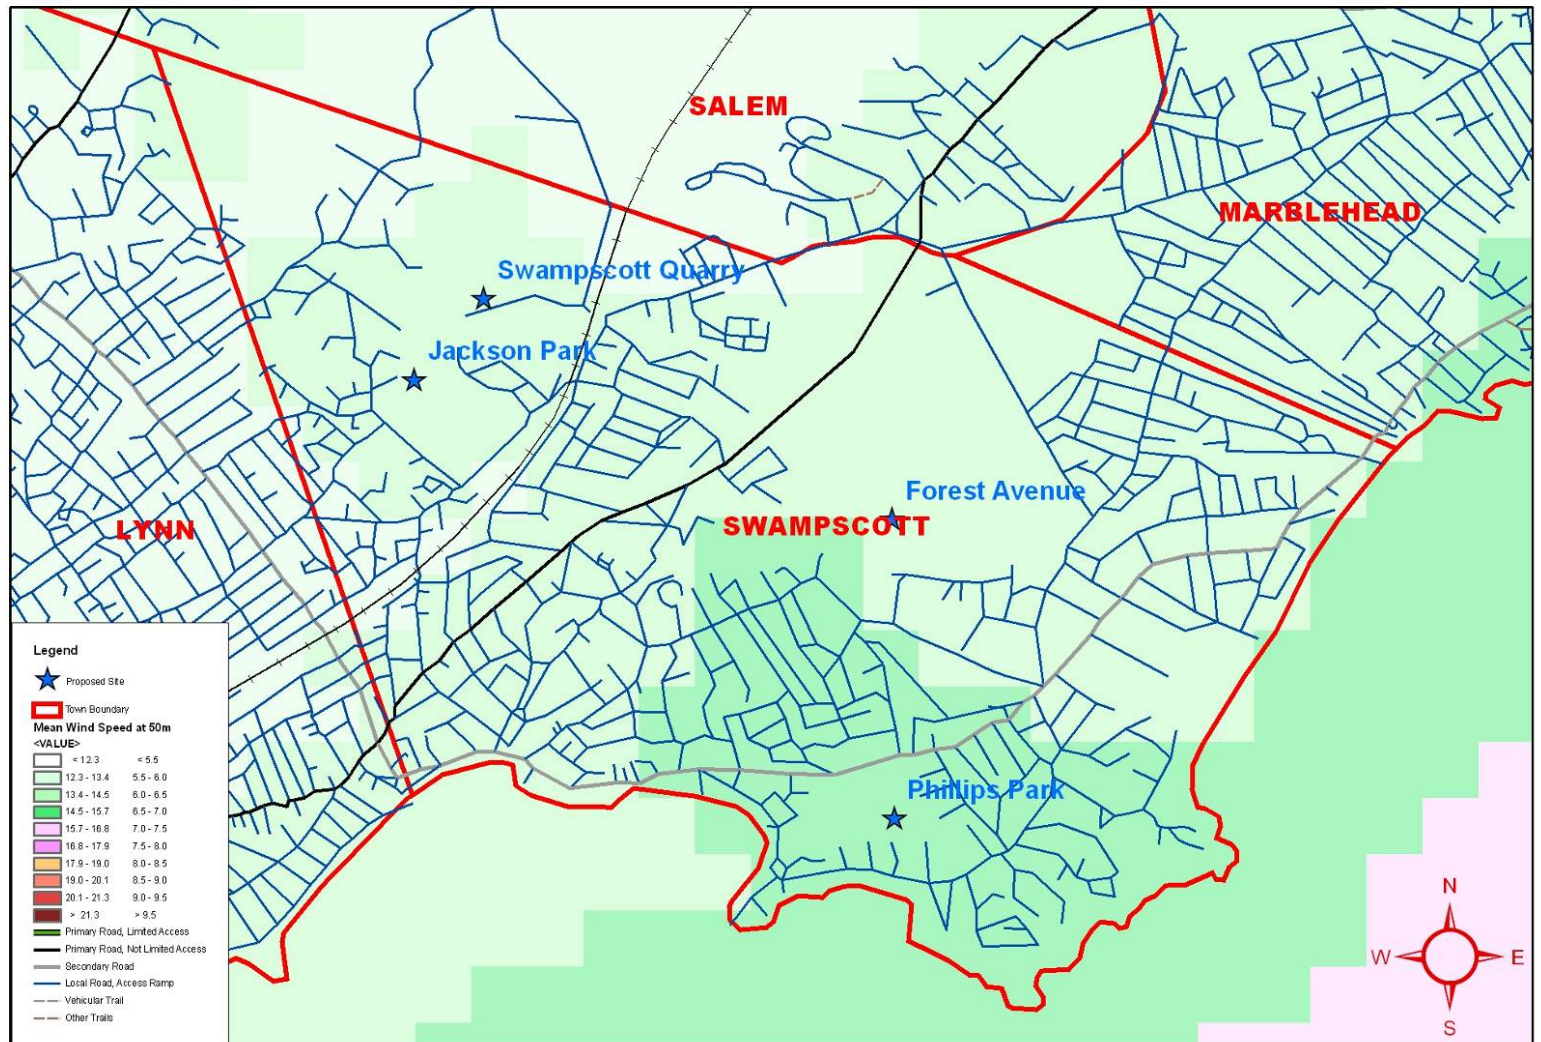 SALEM
MARBLEHEAD
Swampscott Quarry
Jackson Park
Forest Avenue
SWAMPSCOTT
LYNN
Phillips Park
Legend
Proposed Site
Town Boundary
Mean Wind Speed at 50m
<VALUE>
< 12.3 < 5.5
12.3 - 13.4 5.5 - 6.0
13.4 - 14.5 6.0 - 6.5
14.5 - 15.7 6.5 - 7.0
15.7 - 16.8 7.0 - 7.5
16.8 - 17.9 7.5 - 8.0
17.9 - 19.0 8.0 - 8.5
19.0 - 20.1 8.5 - 9.0
20.1 - 21.3 9.0 - 9.5
> 21.3 > 9.5
Primary Road, Limited Access
Primary Road, Not Limited Access
Secondary Road
Local Road, Access Ramp
Vehicular Trail
Other Trails
N
W E
S